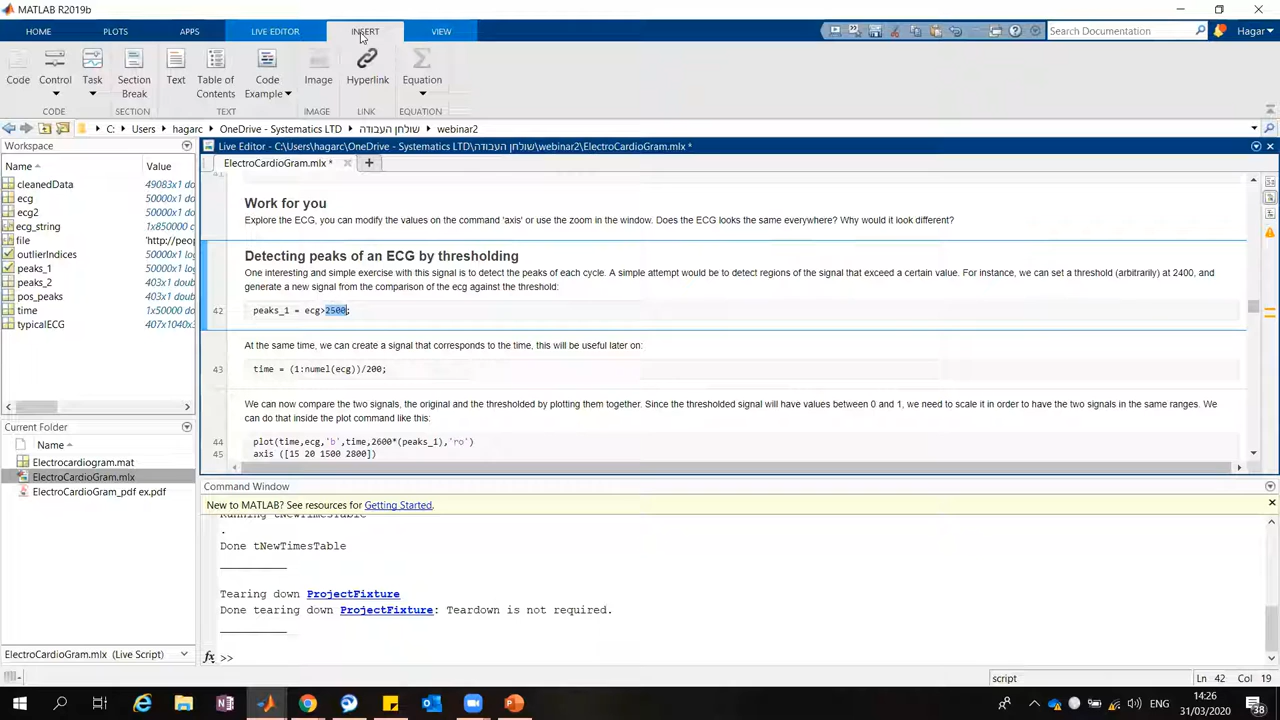 MATLAB R2019b
HOME PLOTS APPS LIVE EDITOR INSERT VIEW
Search Documentation
Hagar
Code Control Task Section Break Text Table of Contents Code Example Image Hyperlink Equation
CODE SECTION TEXT IMAGE LINK EQUATION
C: Users hagarc OneDrive - Systematics LTD שולחן העבודה webinar2
Workspace
Name Value
cleanedData 49083x1 do
ecg 50000x1 do
ecg2 50000x1 do
ecg_string 1x850000 c
file 'http://peop
outlierIndices 50000x1 log
peaks_1 50000x1 log
peaks_2 403x1 doub
pos_peaks 403x1 doub
time 1x50000 do
typicalECG 407x1040x3
Current Folder
Name
Electrocardiogram.mat
ElectroCardioGram.mlx
ElectroCardioGram_pdf ex.pdf
ElectroCardioGram.mlx (Live Script)
Live Editor - C:\Users\hagarc\OneDrive - Systematics LTD\שולחן העבודה\webinar2\ElectroCardioGram.mlx *
ElectroCardioGram.mlx *
41
Work for you
Explore the ECG, you can modify the values on the command 'axis' or use the zoom in the window. Does the ECG looks the same everywhere? Why would it look different?
Detecting peaks of an ECG by thresholding
One interesting and simple exercise with this signal is to detect the peaks of each cycle. A simple attempt would be to detect regions of the signal that exceed a certain value. For instance, we can set a threshold (arbitrarily) at 2400, and
generate a new signal from the comparison of the ecg against the threshold:
42 peaks_1 = ecg>2500;
At the same time, we can create a signal that corresponds to the time, this will be useful later on:
43 time = (1:numel(ecg))/200;
We can now compare the two signals, the original and the thresholded by plotting them together. Since the thresholded signal will have values between 0 and 1, we need to scale it in order to have the two signals in the same ranges. We
can do that inside the plot command like this:
44 plot(time,ecg,'b',time,2600*(peaks_1),'ro')
45 axis ([15 20 1500 2800])
Command Window
New to MATLAB? See resources for Getting Started.
Running tNewTimesTable
.
Done tNewTimesTable
__________
Tearing down ProjectFixture
Done tearing down ProjectFixture: Teardown is not required.
__________
fx >>
script Ln 42 Col 19
ENG
14:26
31/03/2020
38